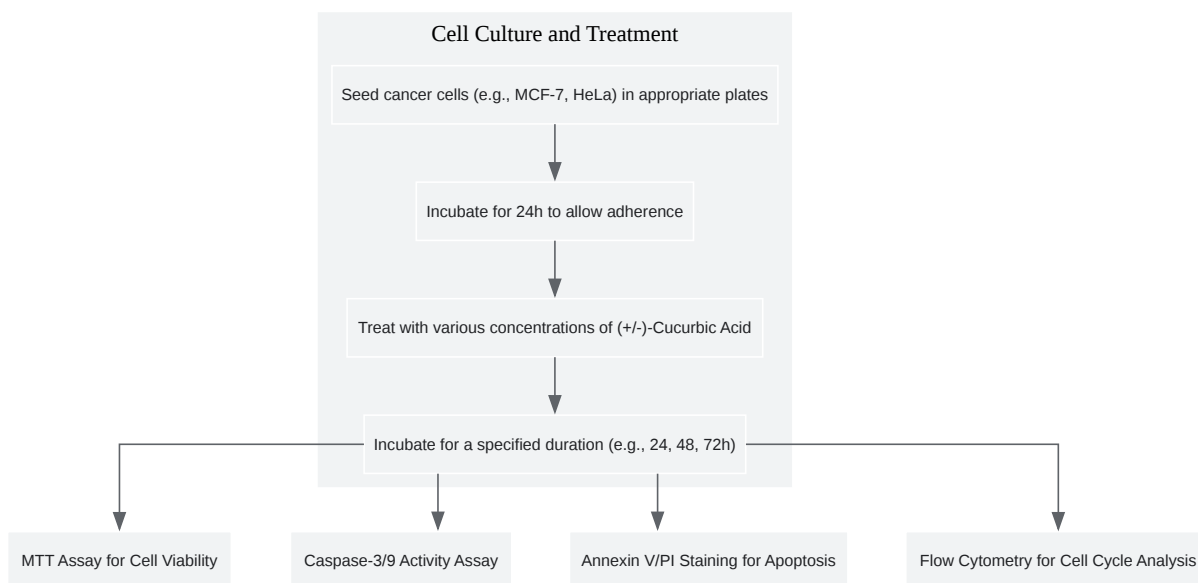 Cell Culture and Treatment
Seed cancer cells (e.g., MCF-7, HeLa) in appropriate plates
Incubate for 24h to allow adherence
Treat with various concentrations of (+/-)-Cucurbic Acid
Incubate for a specified duration (e.g., 24, 48, 72h)
MTT Assay for Cell Viability
Caspase-3/9 Activity Assay
Annexin V/PI Staining for Apoptosis
Flow Cytometry for Cell Cycle Analysis